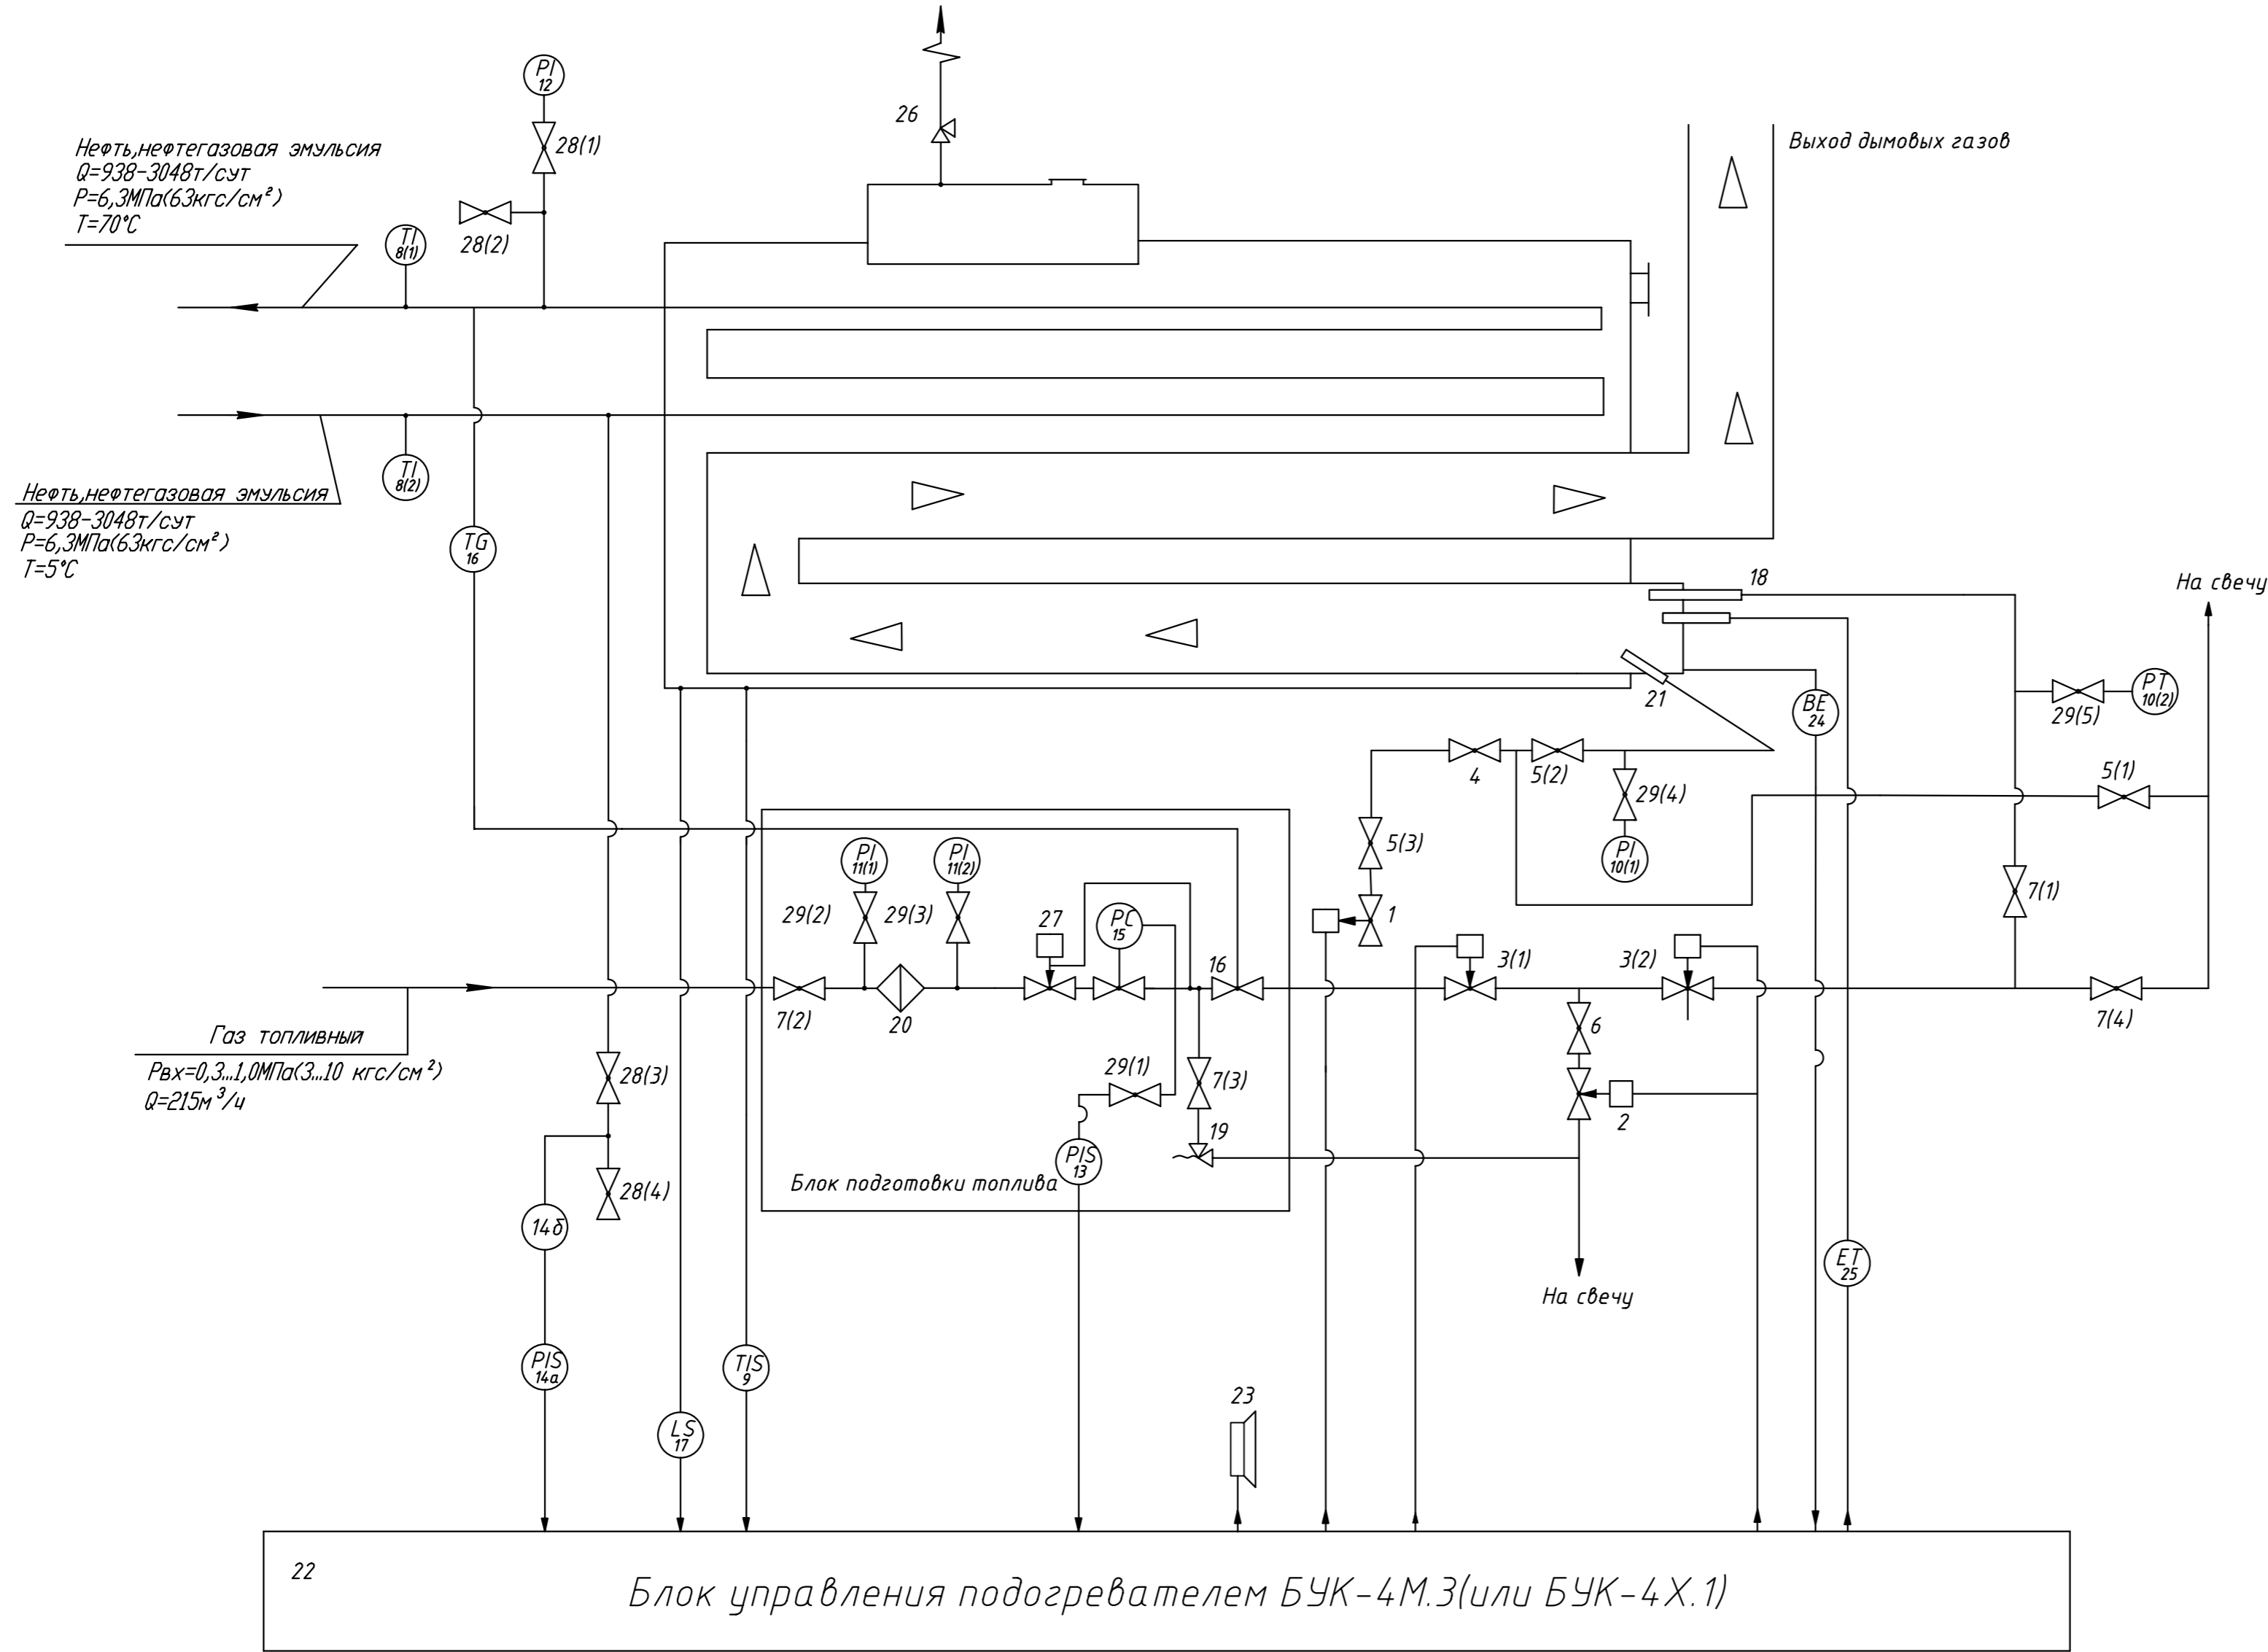 PI
12
26
28(1)
Выход дымовых газов
Нефть,нефтегазовая эмульсия
Q=938-3048т/сут
P=6,3МПа(63кгс/см²)
T=70°C
28(2)
TI
8(1)
TI
8(2)
Нефть,нефтегазовая эмульсия
Q=938-3048т/сут
P=6,3МПа(63кгс/см²)
T=5°C
TG
16
18
На свечу
21
BE
24
PT
10(2)
29(5)
4
5(2)
5(1)
29(4)
5(3)
PI
10(1)
PI
11(1)
PI
11(2)
7(1)
29(2)
29(3)
27
PC
15
1
16
3(1)
3(2)
7(2)
20
6
7(4)
Газ топливный
Pвх=0,3...1,0МПа(3...10 кгс/см²)
Q=215м³/ч
28(3)
29(1)
7(3)
2
19
PIS
13
Блок подготовки топлива
28(4)
14б
ET
25
На свечу
PIS
14а
TIS
9
23
LS
17
22
Блок управления подогревателем БУК-4М.3(или БУК-4Х.1)